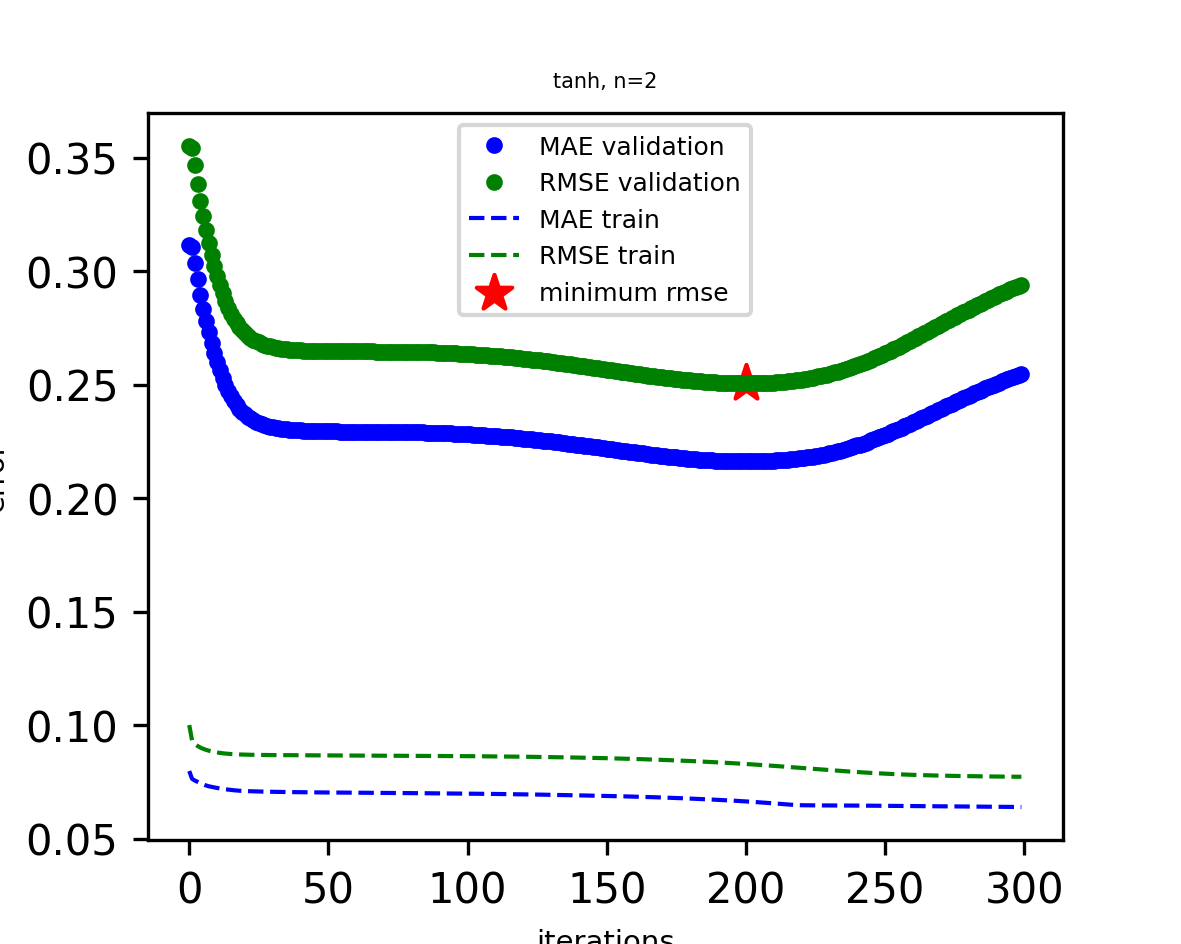 tanh, n=2
MAE validation
RMSE validation
MAE train
RMSE train
minimum rmse
0.35
0.30
0.25
0.20
0.15
0.10
0.05
0 50 100 150 200 250 300
iterations